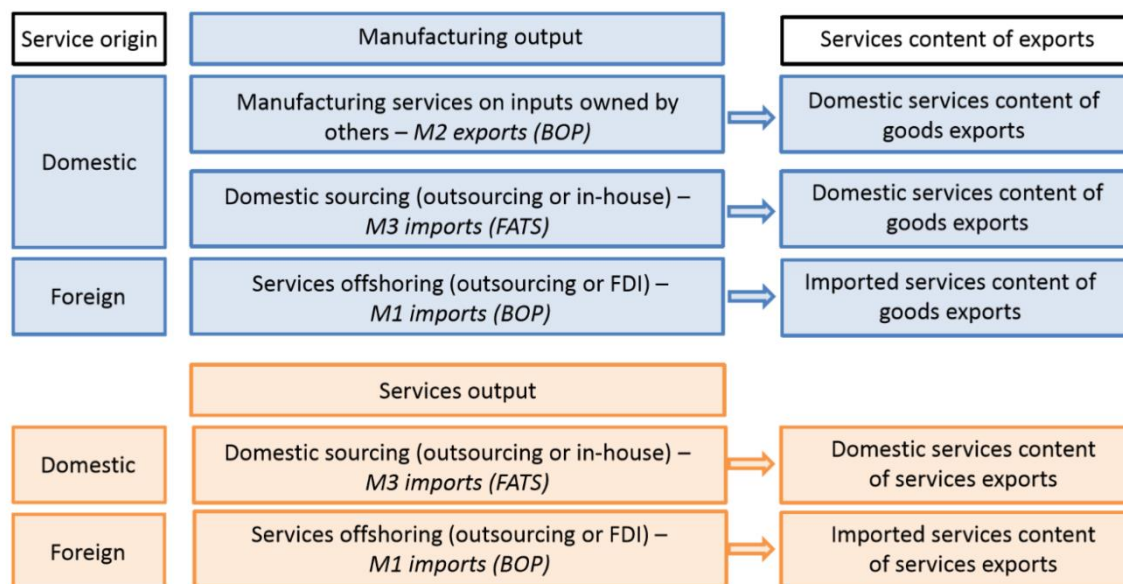 Service origin
Manufacturing output
Services content of exports
Domestic
Manufacturing services on inputs owned by
others – M2 exports (BOP)
Domestic services content of
goods exports
Domestic sourcing (outsourcing or in-house) –
M3 imports (FATS)
Domestic services content of
goods exports
Foreign
Services offshoring (outsourcing or FDI) –
M1 imports (BOP)
Imported services content of
goods exports
Services output
Domestic
Domestic sourcing (outsourcing or in-house) –
M3 imports (FATS)
Domestic services content
of services exports
Foreign
Services offshoring (outsourcing or FDI) –
M1 imports (BOP)
Imported services content
of services exports